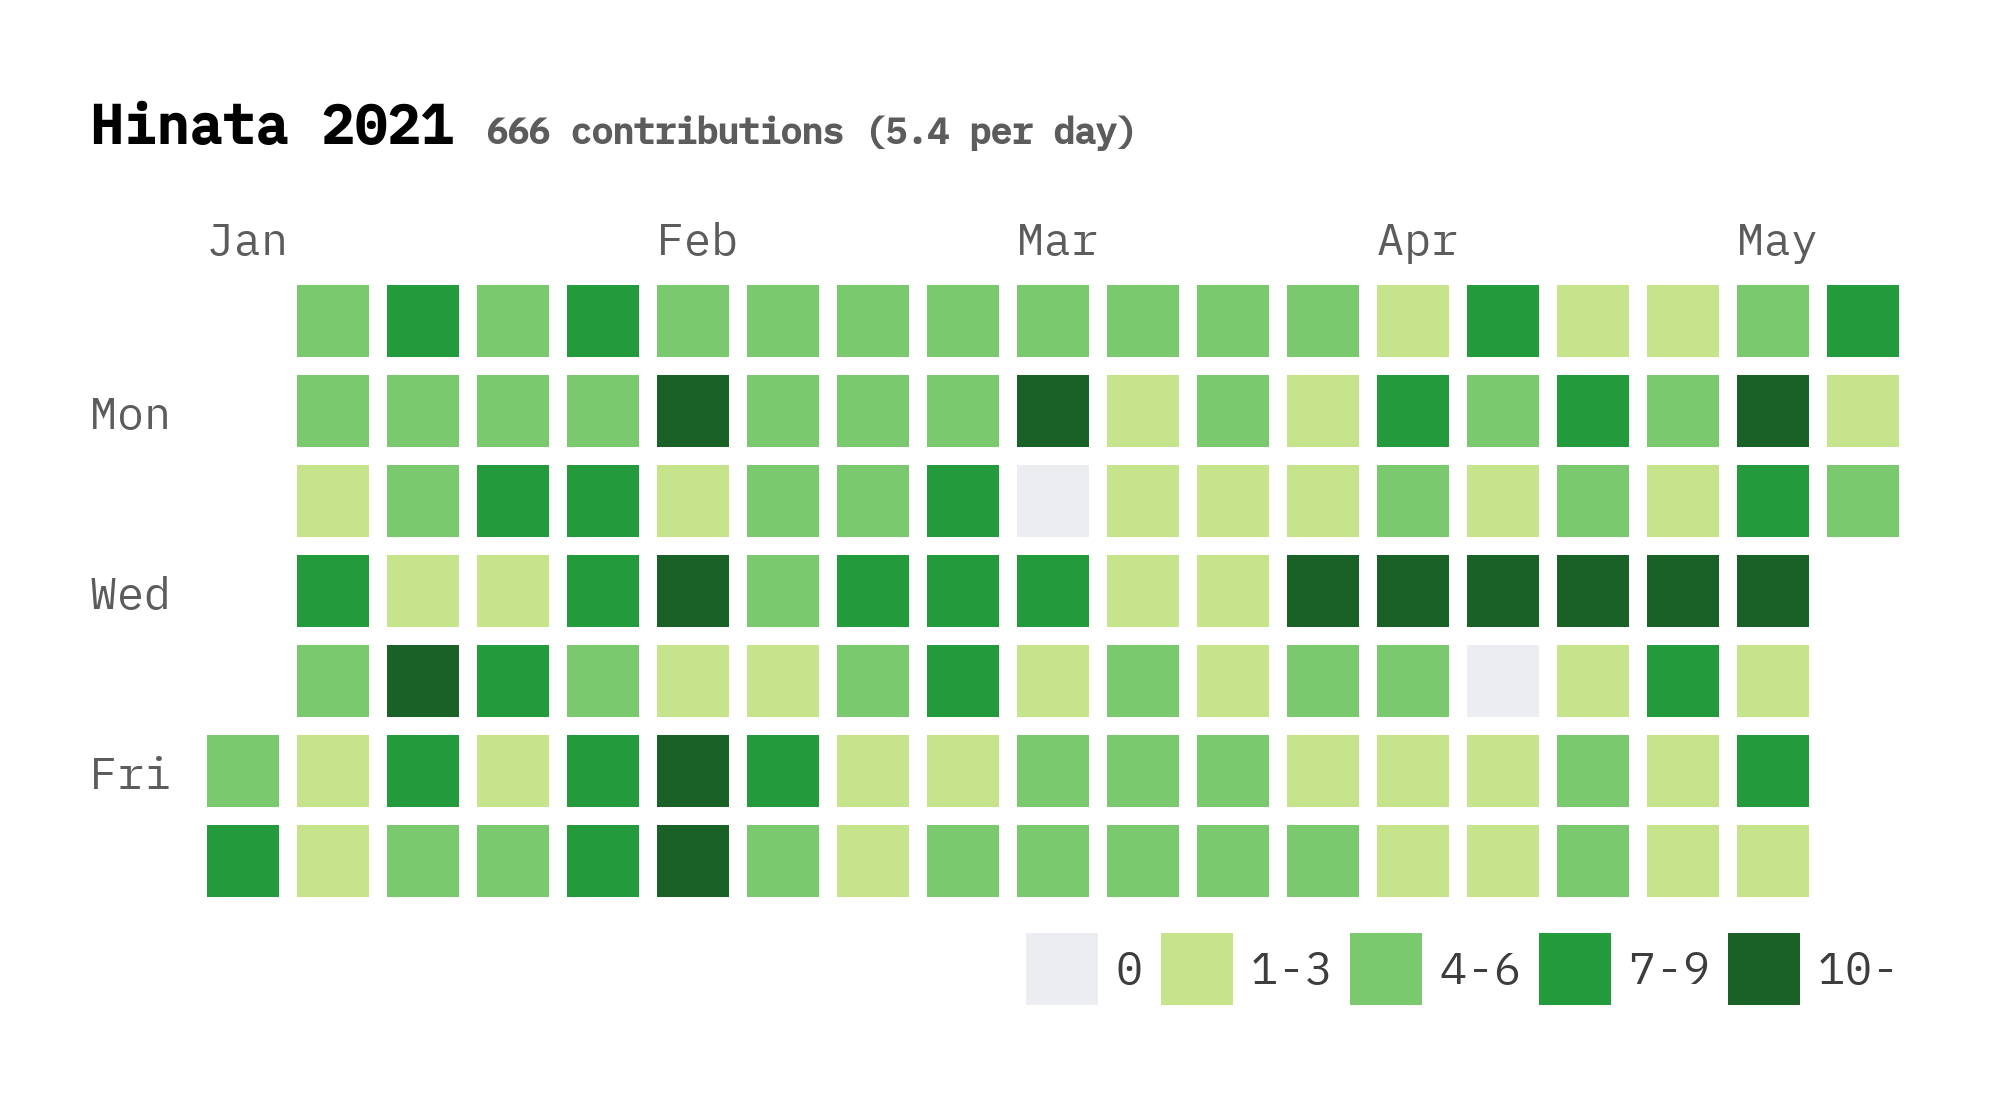 Hinata 2021 666 contributions (5.4 per day)
Jan Feb Mar Apr May
Mon
Wed
Fri
0 1-3 4-6 7-9 10-